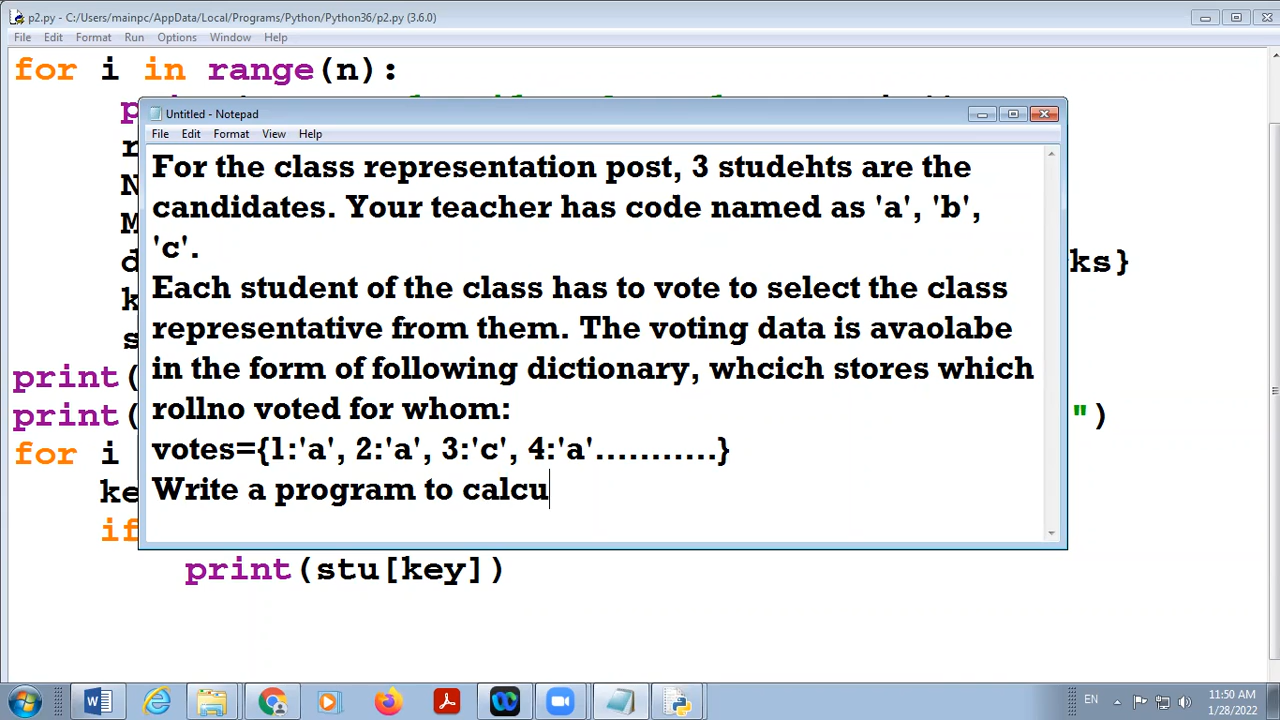 p2.py - C:/Users/mainpc/AppData/Local/Programs/Python/Python36/p2.py (3.6.0)
File Edit Format Run Options Window Help
for i in range(n):
Untitled - Notepad
File Edit Format View Help
For the class representation post, 3 studehts are the
candidates. Your teacher has code named as 'a', 'b',
'c'.
Each student of the class has to vote to select the class
representative from them. The voting data is avaolabe
in the form of following dictionary, whcich stores which
rollno voted for whom:
votes={1:'a', 2:'a', 3:'c', 4:'a'...........}
Write a program to calcu
ks}
print(
print( ")
for i
ke
if
print(stu[key])
EN
11:50 AM
1/28/2022